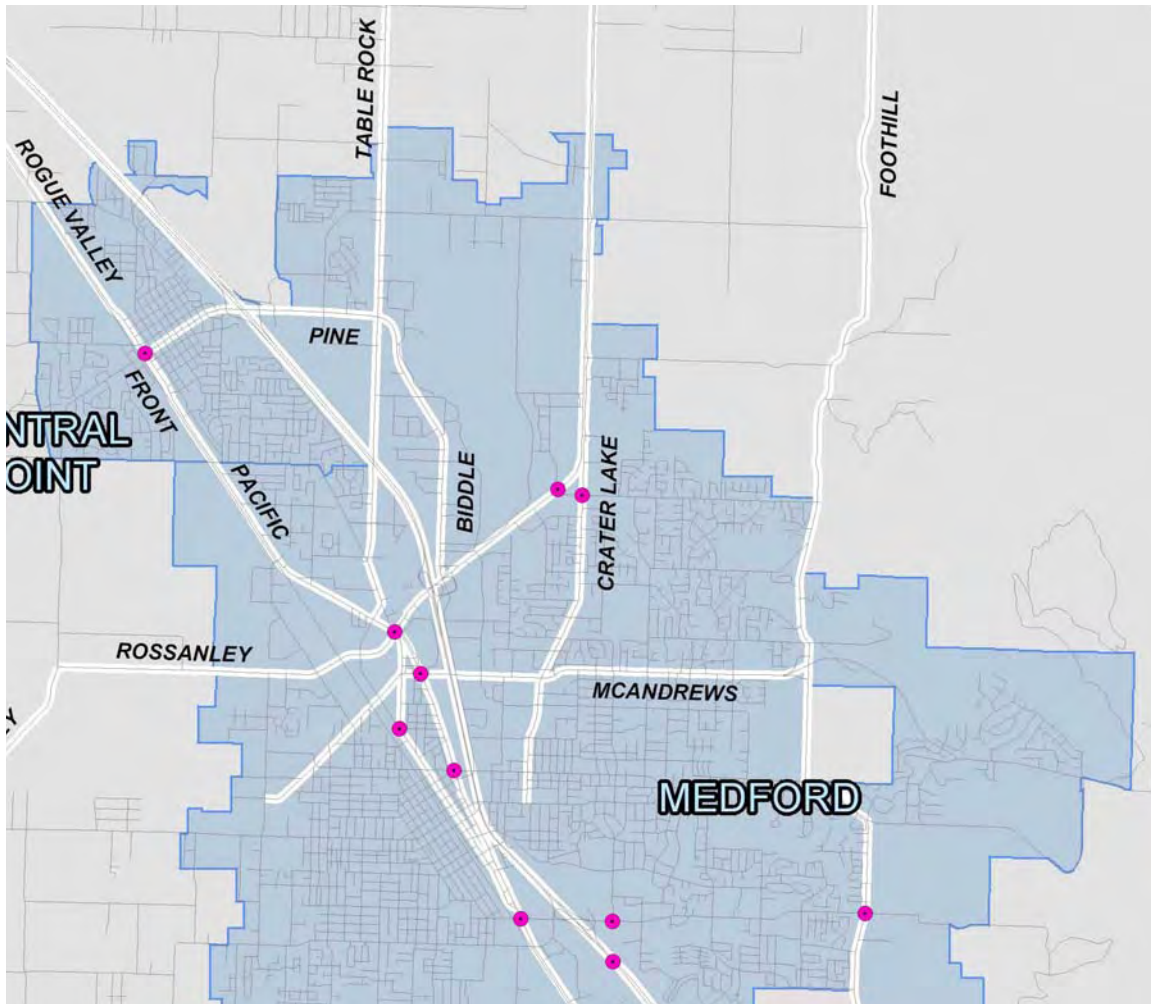 TABLE ROCK
FOOTHILL
ROGUE VALLEY
PINE
FRONT
NTRAL
OINT
PACIFIC
BIDDLE
CRATER LAKE
ROSSANLEY
MCANDREWS
Y
MEDFORD